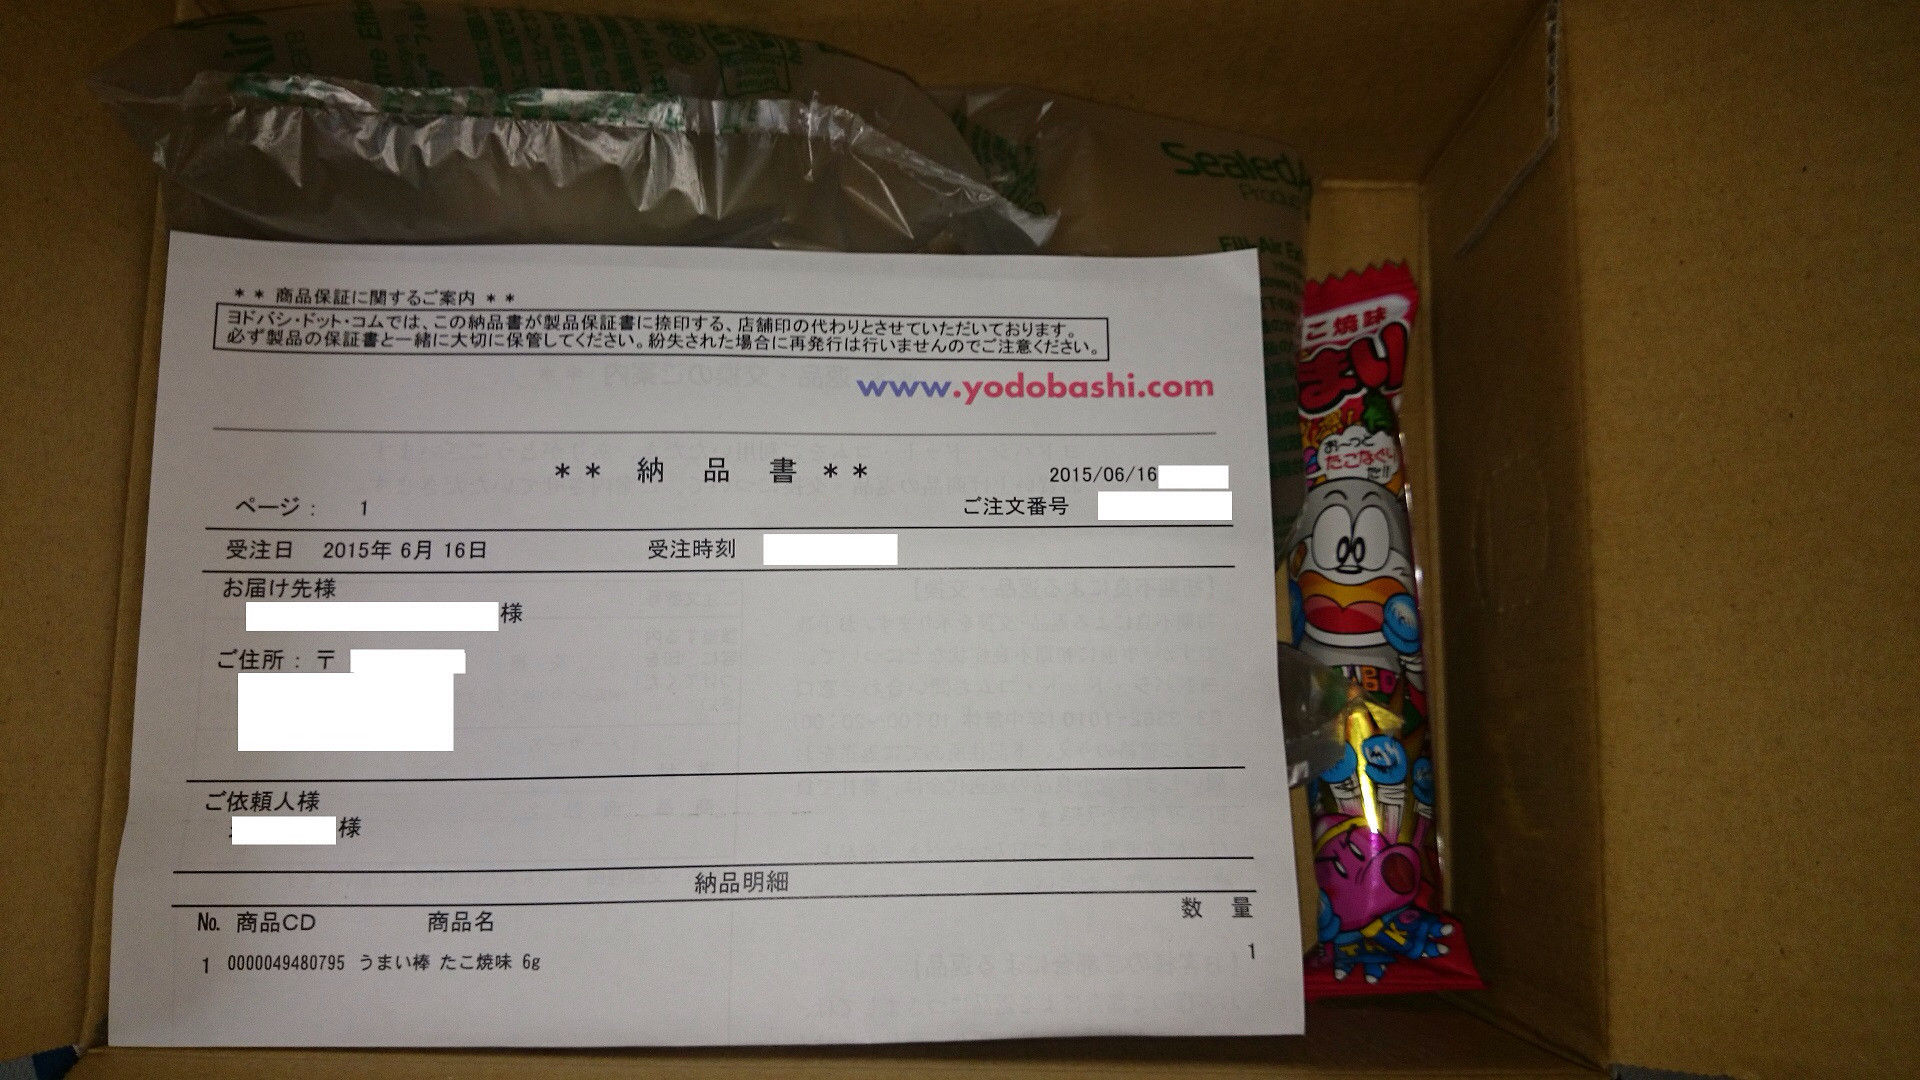 ＊＊ 商品保証に関するご案内 ＊＊
ヨドバシ・ドット・コムでは、この納品書が製品保証書に捺印する、店舗印の代わりとさせていただいております。
必ず製品の保証書と一緒に大切に保管してください。紛失された場合に再発行は行いませんのでご注意ください。
www.yodobashi.com
＊＊ 納品書 ＊＊
2015/06/16
ページ： 1
ご注文番号
受注日 2015年 6月 16日 受注時刻
お届け先様
様
ご住所：〒
ご依頼人様
様
納品明細
No. 商品CD 商品名 数量
1 0000049480795 うまい棒 たこ焼味 6g 1
Sealed
こ焼味
まい
お～っと
たこなぐり
だ!!